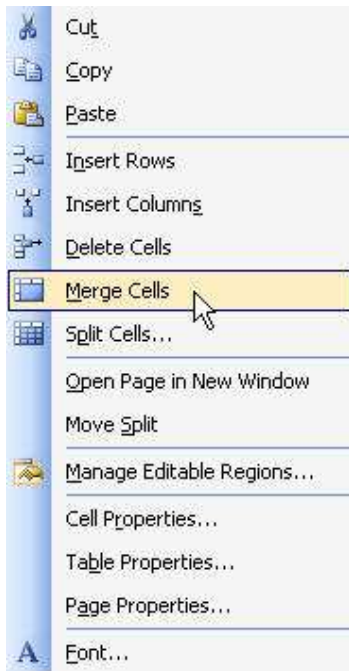 Cut
Copy
Paste
Insert Rows
Insert Columns
Delete Cells
Merge Cells
Split Cells...
Open Page in New Window
Move Split
Manage Editable Regions...
Cell Properties...
Table Properties...
Page Properties...
Font...